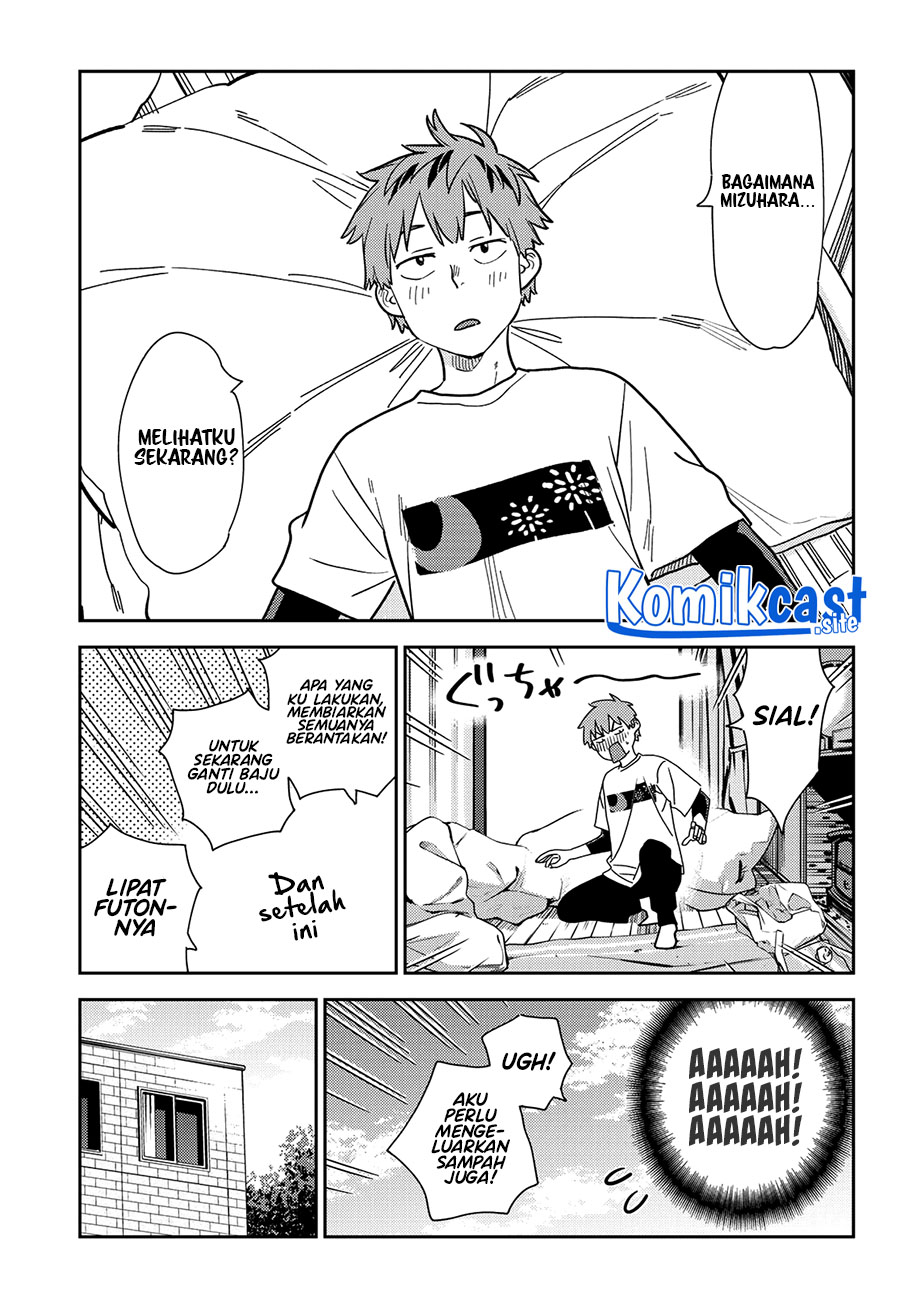 BAGAIMANA
MIZUHARA...
MELIHATKU
SEKARANG?
Komikcast
.site
SIAL!
ぐっちゃ〜
APA YANG
KU LAKUKAN,
MEMBIARKAN
SEMUANYA
BERANTAKAN!
UNTUK
SEKARANG
GANTI BAJU
DULU...
Dan
setelah
ini
LIPAT
FUTON-
NYA
AAAAAH!
AAAAAH!
AAAAAH!
UGH!
AKU
PERLU
MENGE-
LUARKAN
SAMPAH
JUGA!